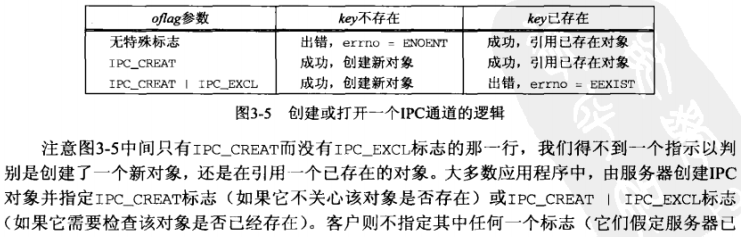 oflag参数 key不存在 key已存在
无特殊标志 出错，errno = ENOENT 成功，引用已存在对象
IPC_CREAT 成功，创建新对象 成功，引用已存在对象
IPC_CREAT | IPC_EXCL 成功，创建新对象 出错，errno = EEXIST
图3-5 创建或打开一个IPC通道的逻辑
注意图3-5中间只有IPC_CREAT而没有IPC_EXCL标志的那一行，我们得不到一个指示以判
别是创建了一个新对象，还是在引用一个已存在的对象。大多数应用程序中，由服务器创建IPC
对象并指定IPC_CREAT标志（如果它不关心该对象是否存在）或IPC_CREAT | IPC_EXCL标志
（如果它需要检查该对象是否已经存在）。客户则不指定其中任何一个标志（它们假定服务器已